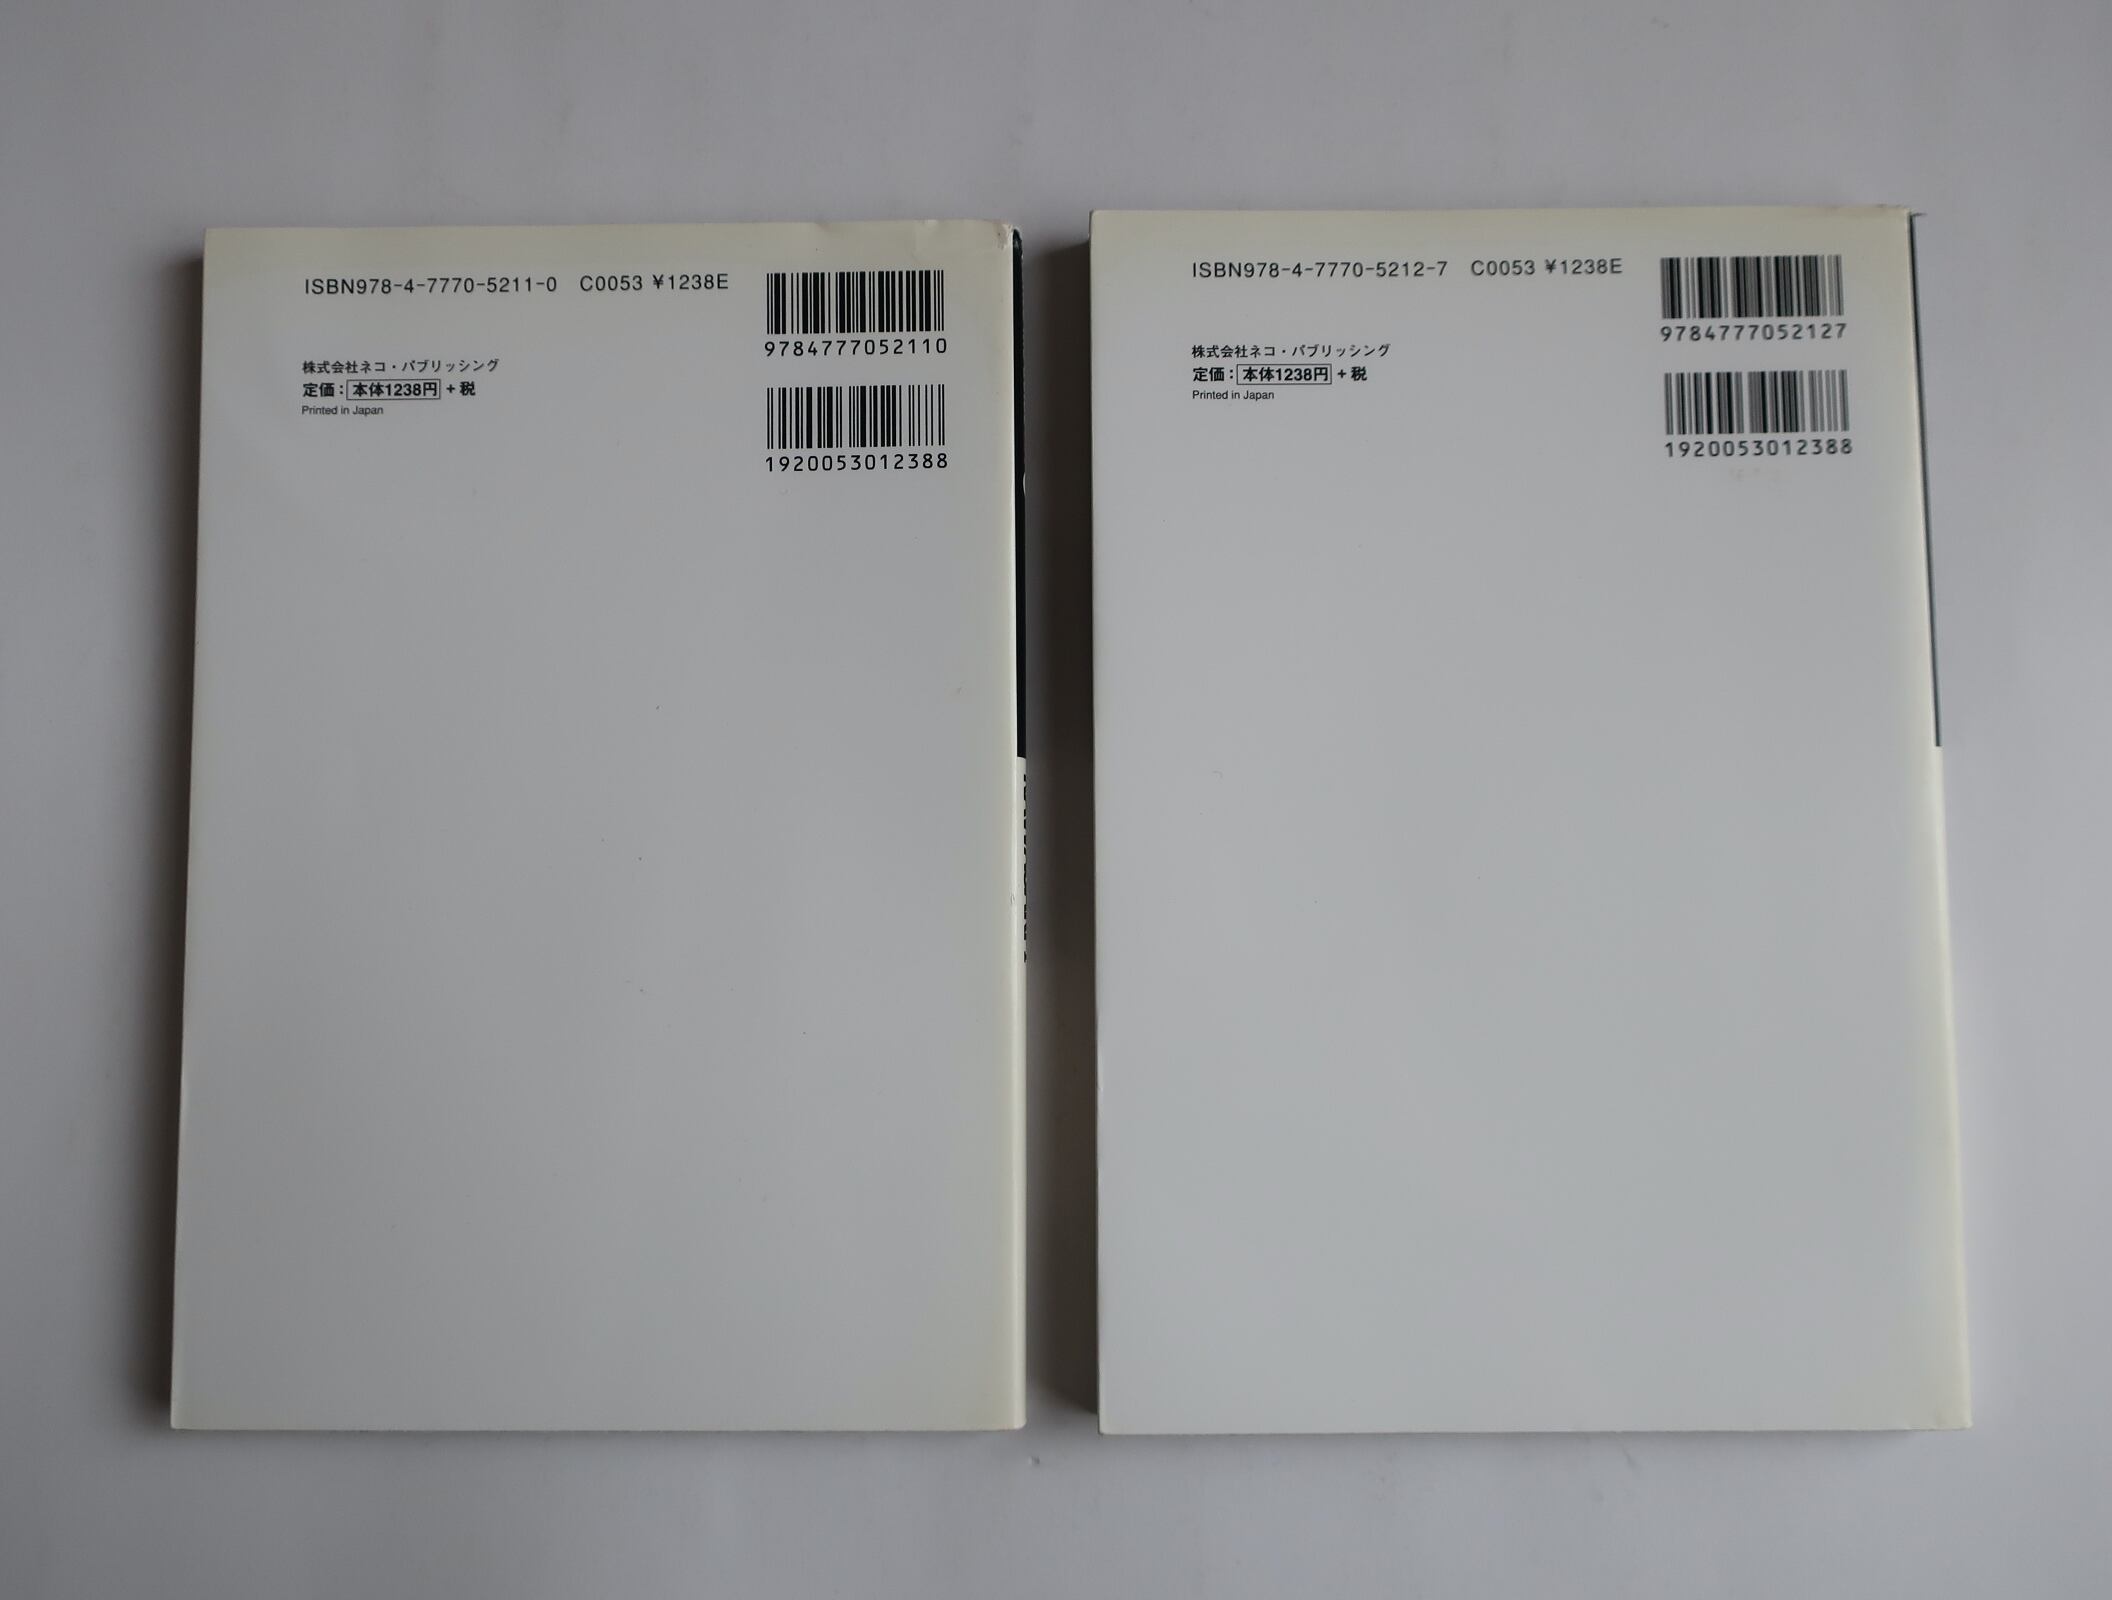 ISBN978-4-7770-5211-0 C0053 ¥1238E
9784777052110
株式会社ネコ・パブリッシング
定価：本体1238円＋税
Printed in Japan
1920053012388
ISBN978-4-7770-5212-7 C0053 ¥1238E
9784777052127
株式会社ネコ・パブリッシング
定価：本体1238円＋税
Printed in Japan
1920053012388